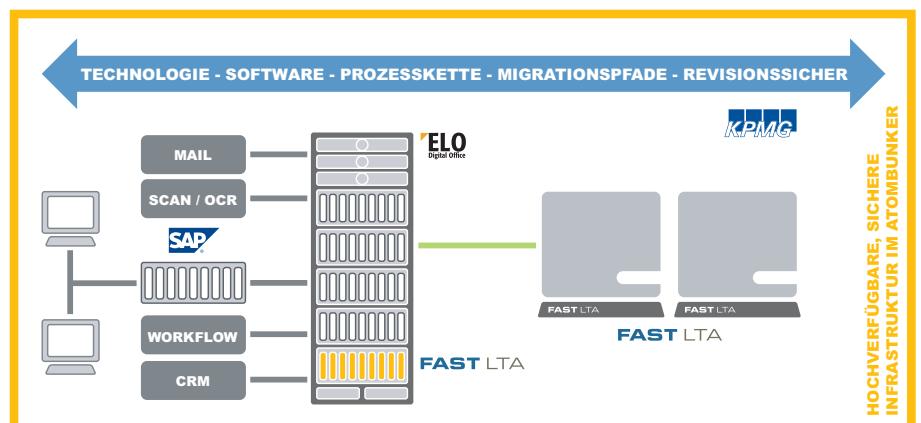 TECHNOLOGIE - SOFTWARE - PROZESSKETTE - MIGRATIONSPFADE - REVISIONSSICHER
KPMG
ELO
Digital Office
MAIL
SCAN / OCR
SAP
WORKFLOW
CRM
FAST LTA
FAST LTA
FAST LTA
FAST LTA
HOCHVERFÜGBARE, SICHERE
INFRASTRUKTUR IM ATOMBUNKER